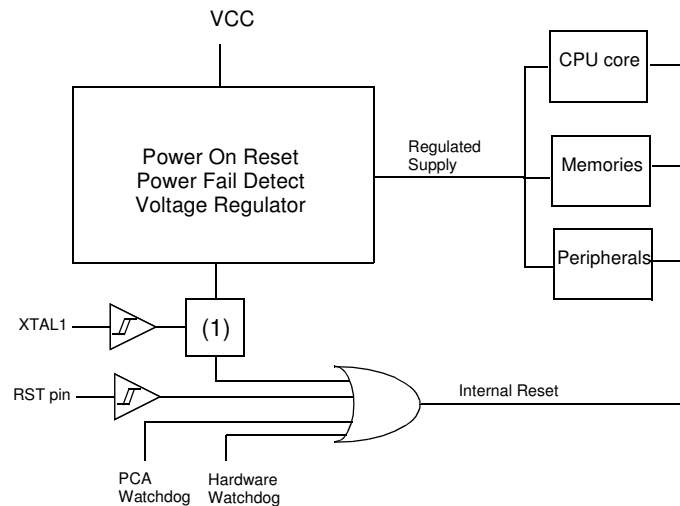 VCC
CPU core
Power On Reset
Power Fail Detect
Voltage Regulator
Regulated
Supply
Memories
Peripherals
XTAL1
(1)
RST pin
Internal Reset
PCA
Watchdog
Hardware
Watchdog